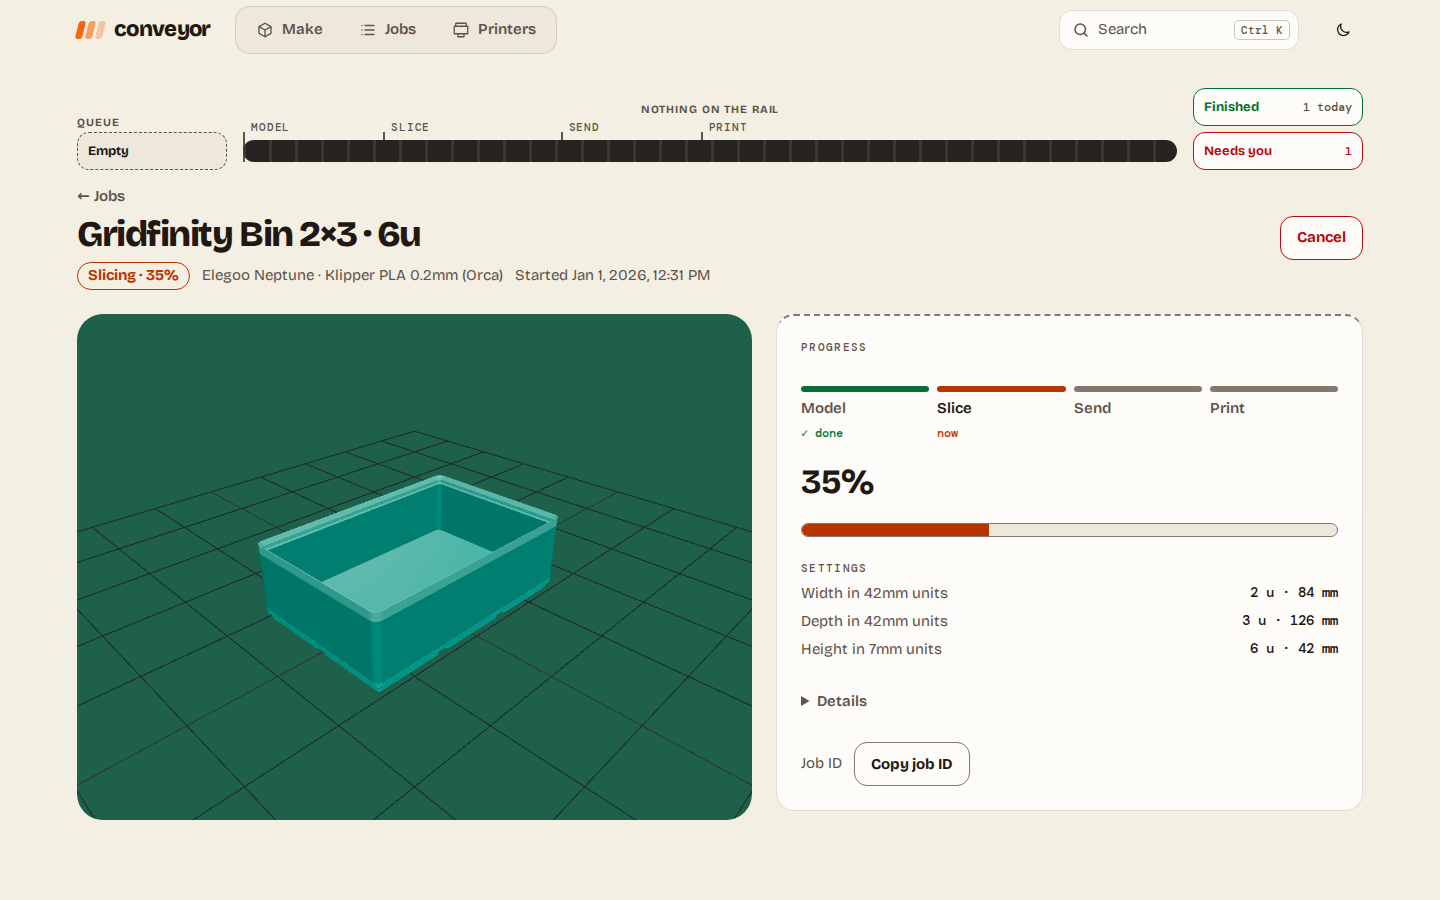 conveyor
Make
Jobs
Printers
Search
Ctrl K
QUEUE
Empty
NOTHING ON THE RAIL
MODEL
SLICE
SEND
PRINT
Finished
1 today
Needs you
1
← Jobs
Gridfinity Bin 2×3 · 6u
Cancel
Slicing · 35%
Elegoo Neptune · Klipper PLA 0.2mm (Orca)
Started Jan 1, 2026, 12:31 PM
PROGRESS
Model
Slice
Send
Print
✓ done
now
35%
SETTINGS
Width in 42mm units
2 u · 84 mm
Depth in 42mm units
3 u · 126 mm
Height in 7mm units
6 u · 42 mm
Details
Job ID
Copy job ID